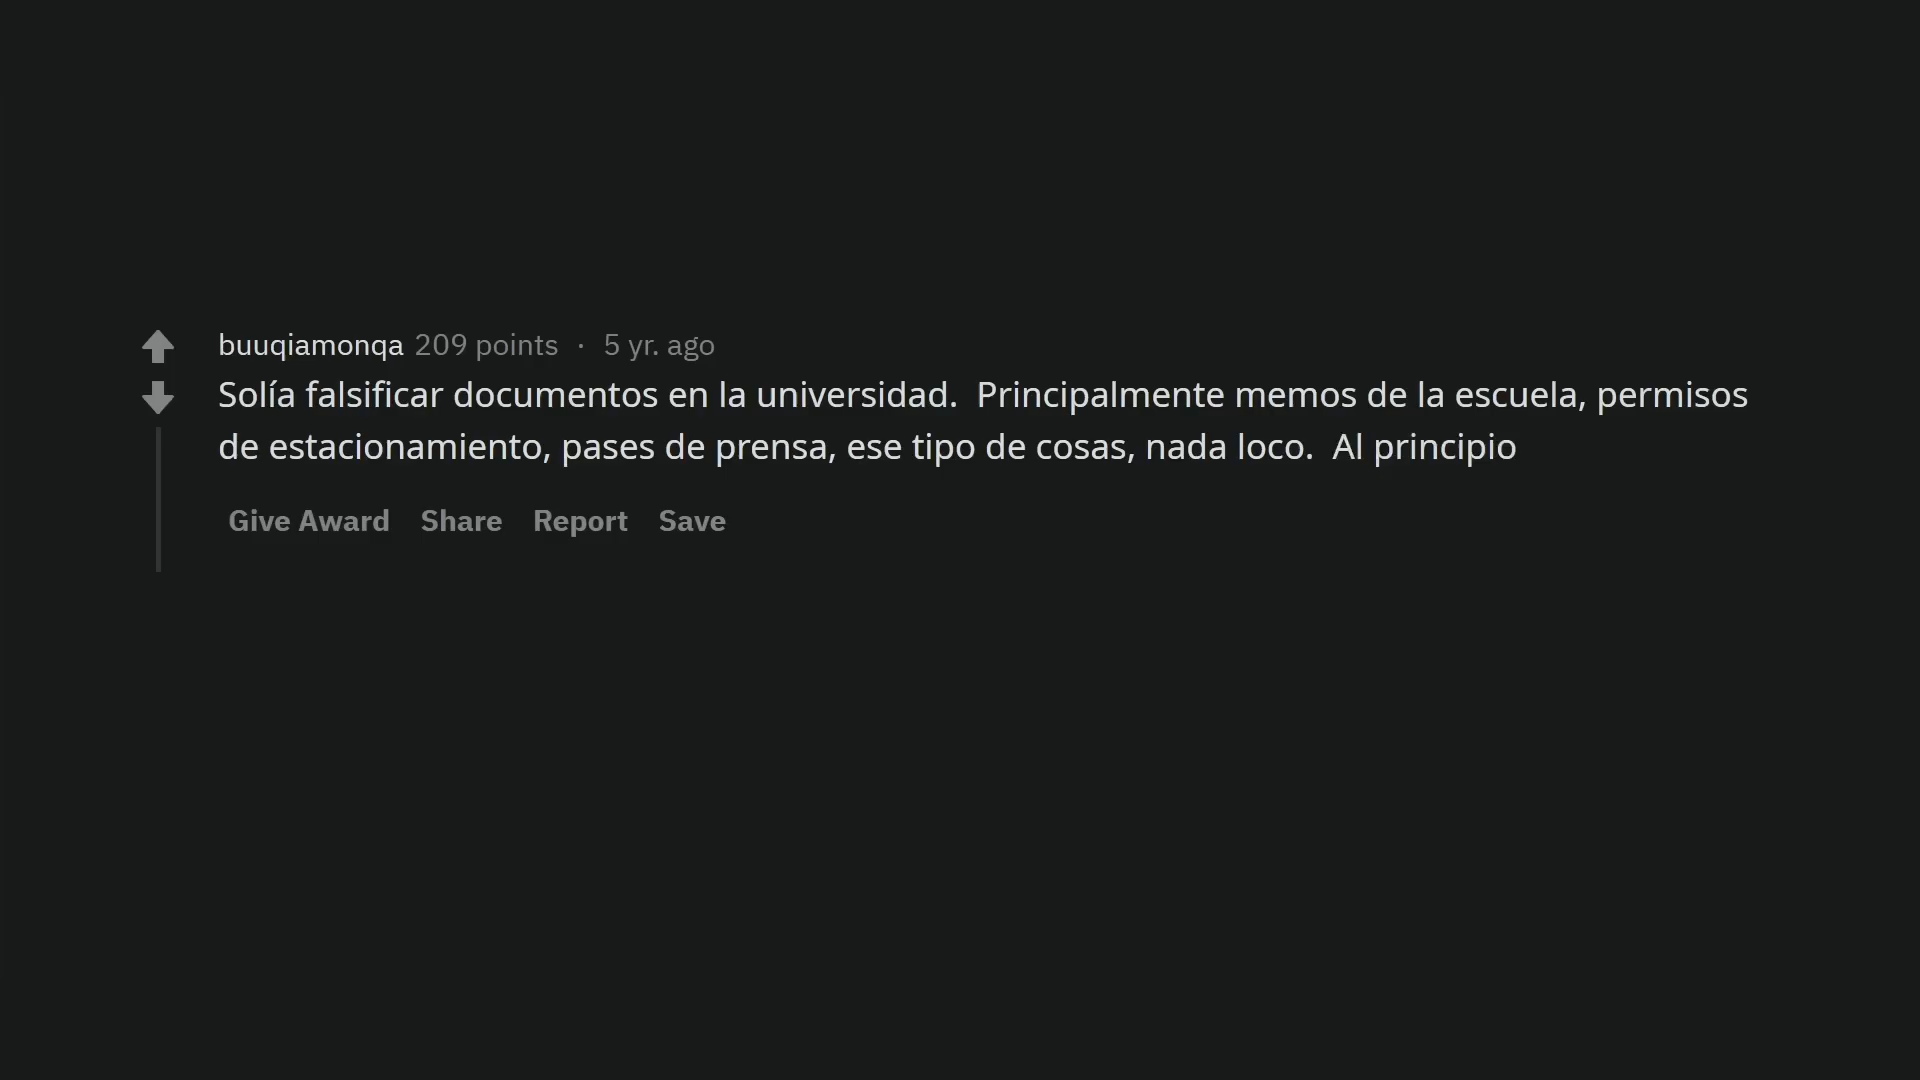 buuqiamonqa 209 points · 5 yr. ago
Solía falsificar documentos en la universidad. Principalmente memos de la escuela, permisos
de estacionamiento, pases de prensa, ese tipo de cosas, nada loco. Al principio
Give Award Share Report Save